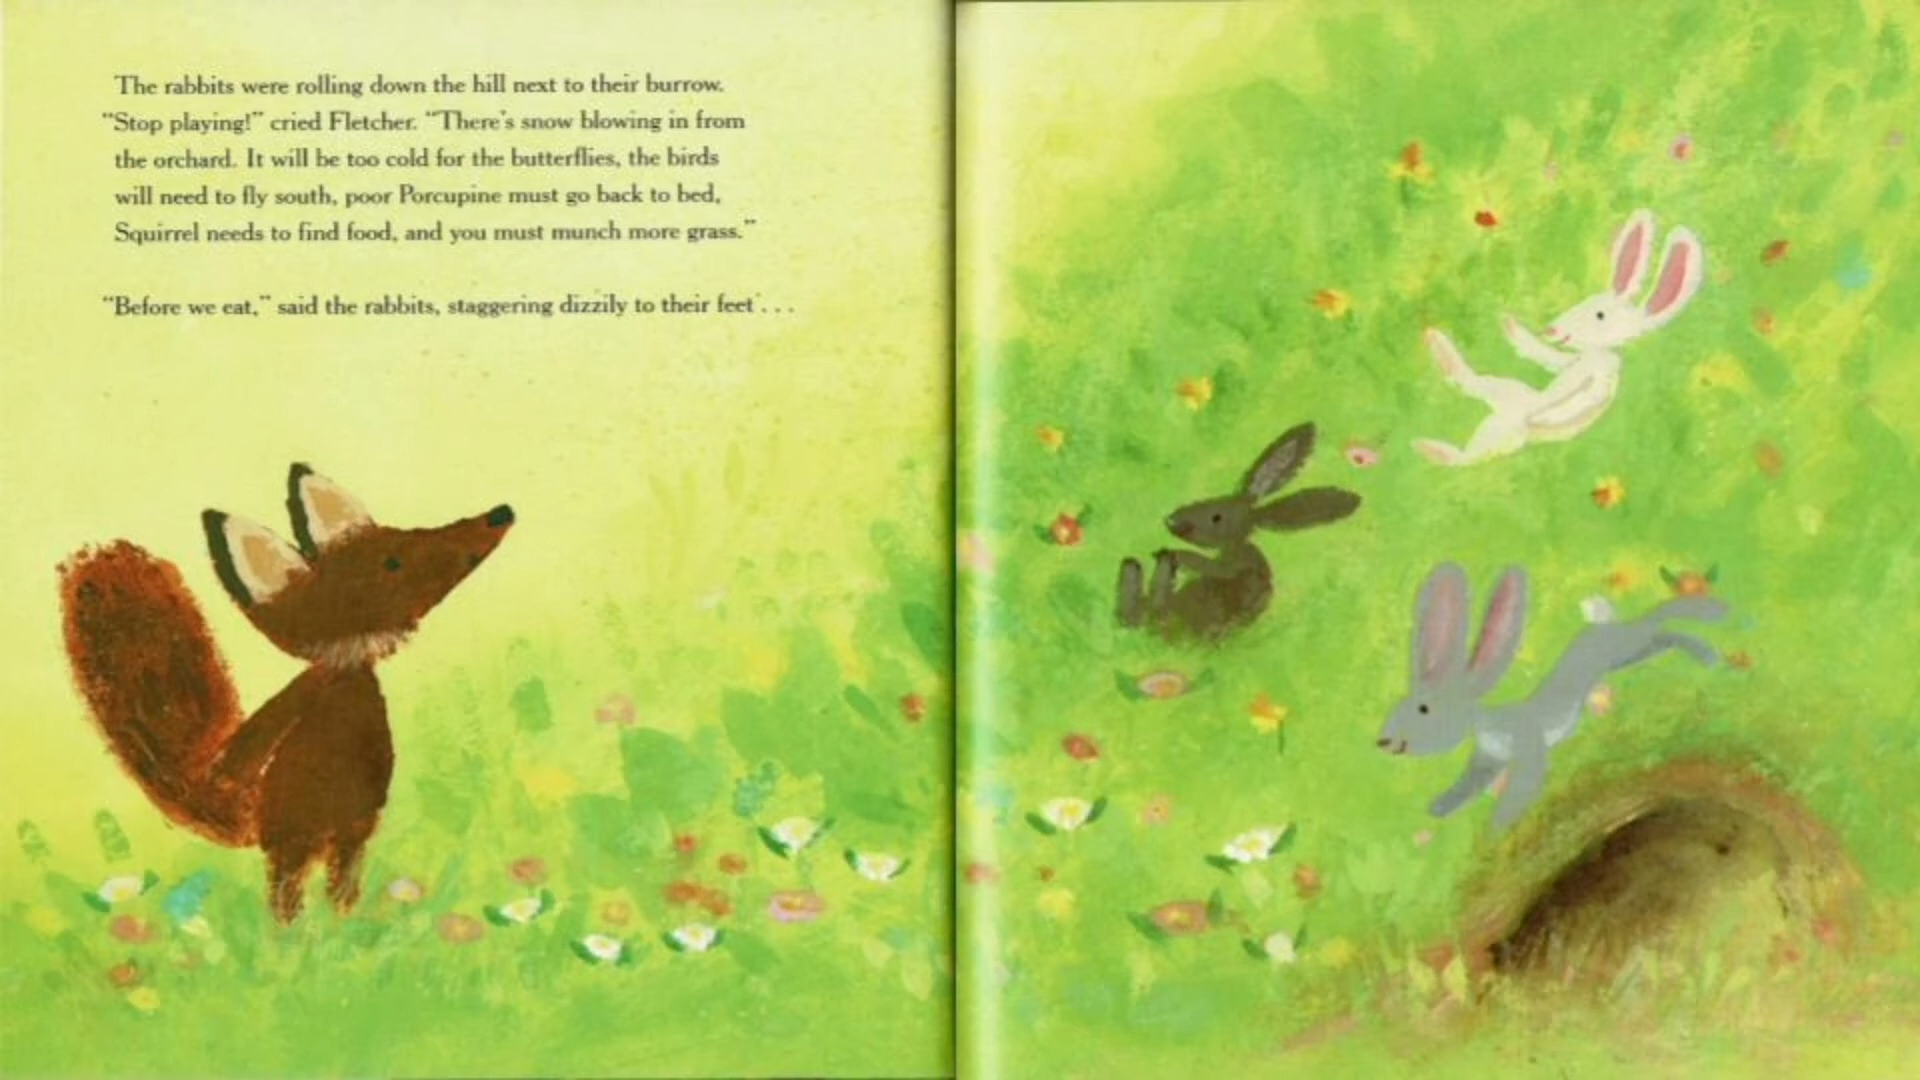 The rabbits were rolling down the hill next to their burrow.
“Stop playing!” cried Fletcher. “There’s snow blowing in from
the orchard. It will be too cold for the butterflies, the birds
will need to fly south, poor Porcupine must go back to bed,
Squirrel needs to find food, and you must munch more grass.”
“Before we eat,” said the rabbits, staggering dizzily to their feet . . .